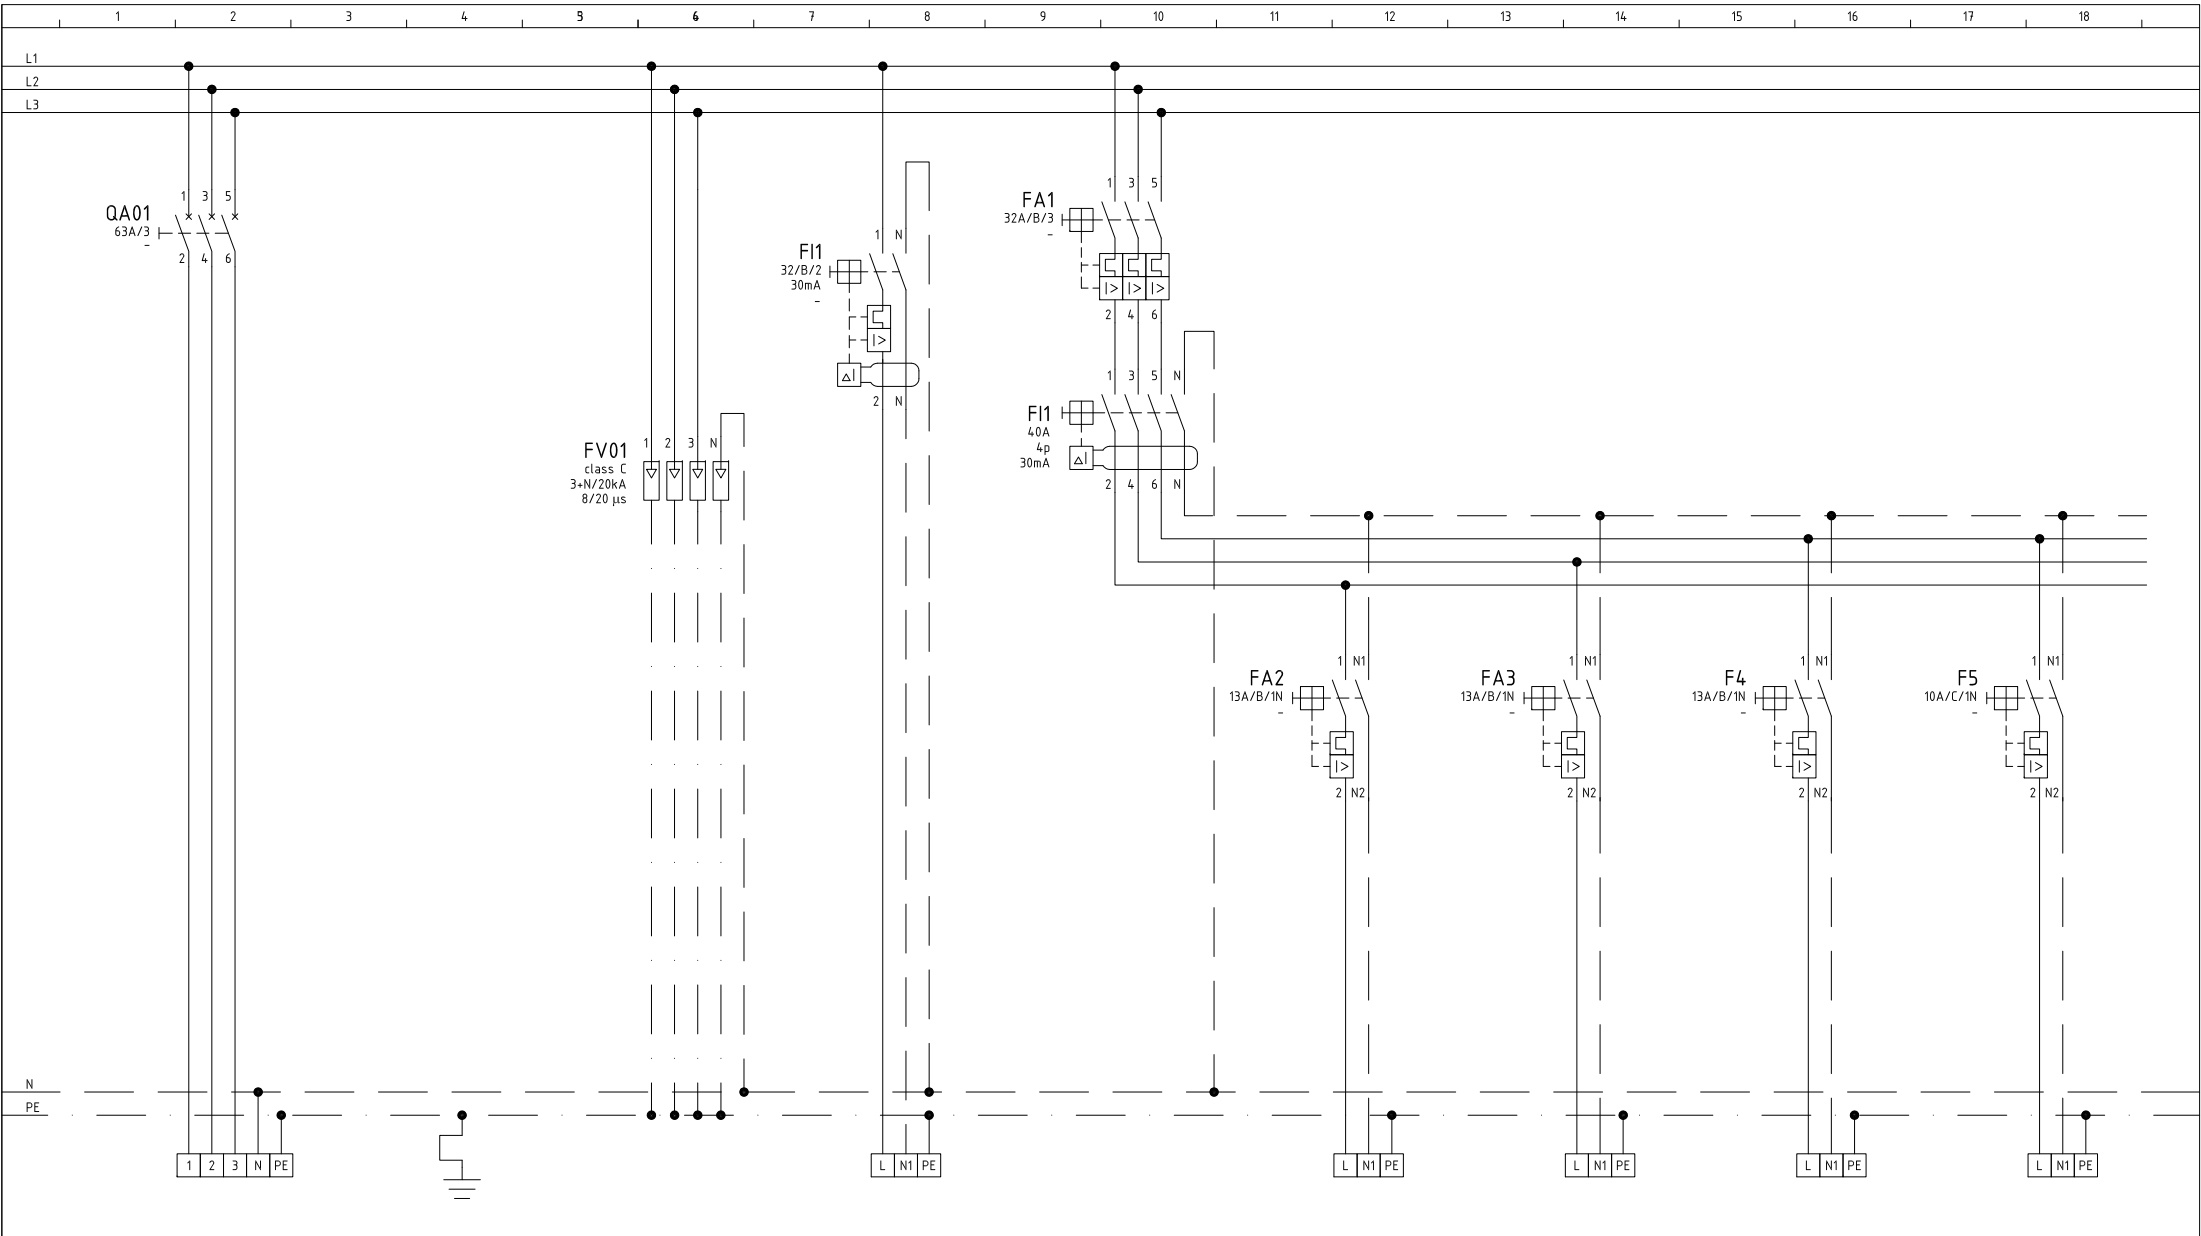 1 2 3 4 5 6 7 8 9 10 11 12 13 14 15 16 17 18
L1
L2
L3
1 3 5
QA01
63A/3
-
2 4 6
FV01
class C
3+N/20kA
8/20 µs
1 2 3 N
1 N
FI1
32/B/2
30mA
-
I>
ΔI
2 N
1 3 5
FA1
32A/B/3
-
I> I> I>
2 4 6
1 3 5 N
FI1
40A
4p
30mA
ΔI
2 4 6 N
1 N1
FA2
13A/B/1N
-
I>
2 N2
1 N1
FA3
13A/B/1N
-
I>
2 N2
1 N1
F4
13A/B/1N
-
I>
2 N2
1 N1
F5
10A/C/1N
-
I>
2 N2
N
PE
1 2 3 N PE
L N1 PE
L N1 PE
L N1 PE
L N1 PE
L N1 PE